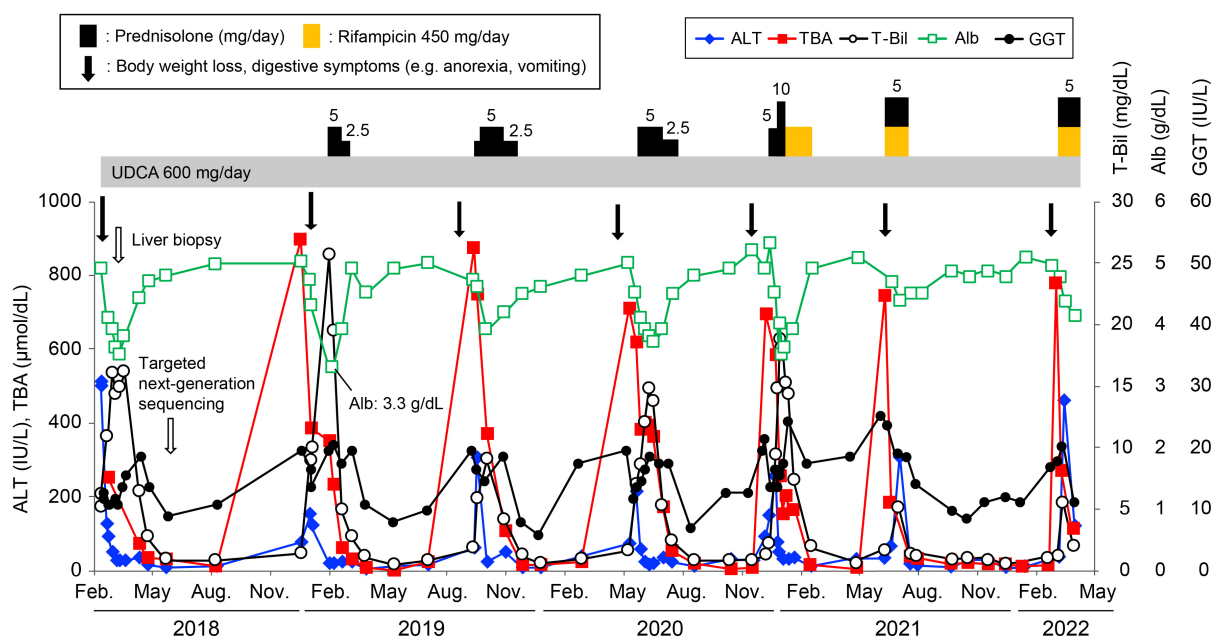 : Prednisolone (mg/day) : Rifampicin 450 mg/day
: Body weight loss, digestive symptoms (e.g. anorexia, vomiting)
ALT TBA T-Bil Alb GGT
5 2.5 5 2.5 5 2.5 5 10 5 5
UDCA 600 mg/day
T-Bil (mg/dL)
Alb (g/dL)
GGT (IU/L)
ALT (IU/L), TBA (µmol/dL)
1000 30 6 60
800 25 5 50
600 20 4 40
400 15 3 30
200 10 2 20
0 5 1 10
0 0 0
Liver biopsy
Targeted
next-generation
sequencing
Alb: 3.3 g/dL
Feb. May Aug. Nov. Feb. May Aug. Nov. Feb. May Aug. Nov. Feb. May Aug. Nov. Feb. May
2018 2019 2020 2021 2022